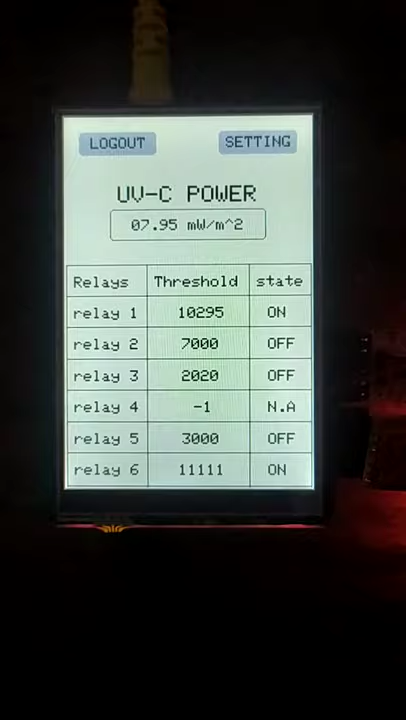 LOGOUT SETTING
UV-C POWER
07.95 mW/m^2
Relays Threshold state
relay 1 10295 ON
relay 2 7000 OFF
relay 3 2020 OFF
relay 4 -1 N.A
relay 5 3000 OFF
relay 6 11111 ON